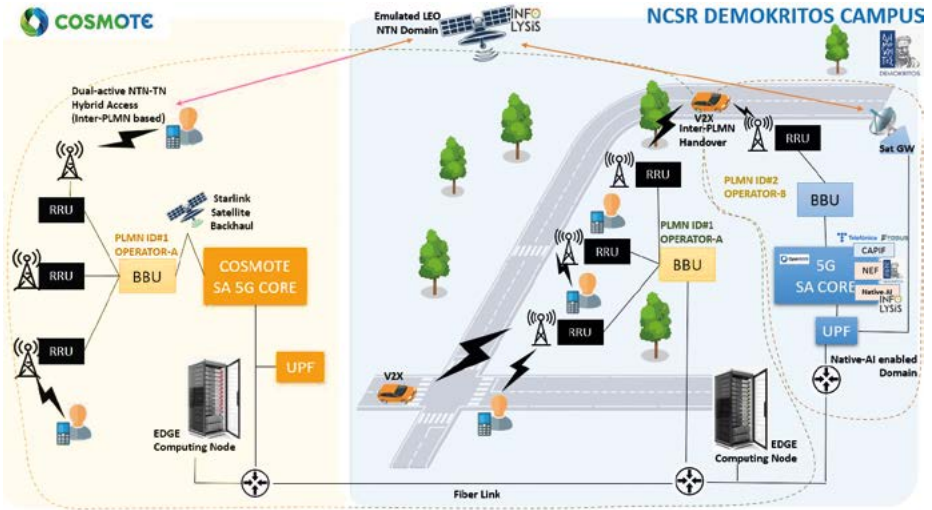 COSMOTE
Emulated LEO
NTN Domain
INFO
LYSiS
NCSR DEMOKRITOS CAMPUS
DEMOKRITOS
Dual-active NTN-TN
Hybrid Access
(Inter-PLMN based)
V2X
Inter-PLMN
Handover
Sat GW
RRU
RRU
RRU
RRU
RRU
RRU
RRU
Starlink
Satellite
Backhaul
PLMN ID#1
OPERATOR-A
BBU
COSMOTE
SA 5G CORE
UPF
PLMN ID#1
OPERATOR-A
BBU
PLMN ID#2
OPERATOR-B
BBU
Telefónica
CAPIF
NEF
Native AI
INFO
LYSiS
5G
SA CORE
UPF
Native-AI enabled
Domain
V2X
EDGE
Computing Node
EDGE
Computing Node
Fiber Link